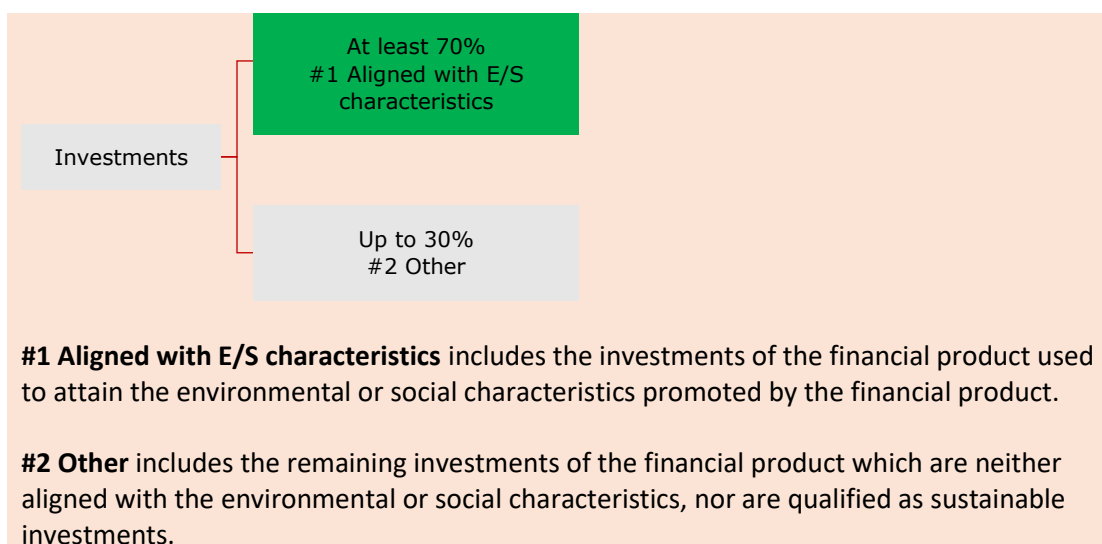 At least 70%
#1 Aligned with E/S
characteristics
Investments
Up to 30%
#2 Other
#1 Aligned with E/S characteristics includes the investments of the financial product used
to attain the environmental or social characteristics promoted by the financial product.
#2 Other includes the remaining investments of the financial product which are neither
aligned with the environmental or social characteristics, nor are qualified as sustainable
investments.